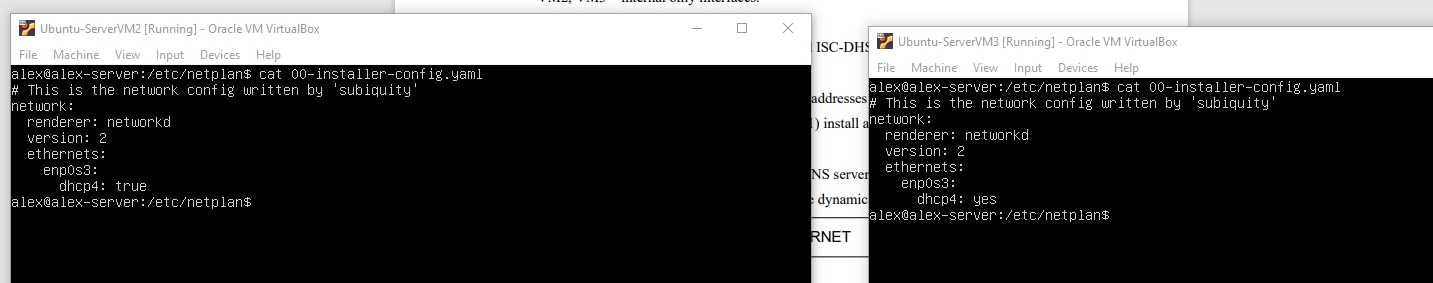 VM2, VM3 – internal only interfaces.
Ubuntu-ServerVM2 [Running] - Oracle VM VirtualBox
File Machine View Input Devices Help
alex@alex-server:/etc/netplan$ cat 00-installer-config.yaml
# This is the network config written by 'subiquity'
network:
  renderer: networkd
  version: 2
  ethernets:
    enp0s3:
      dhcp4: true
alex@alex-server:/etc/netplan$
ISC-DHS
addresses
) install a
NS server
dynamic
RNET
Ubuntu-ServerVM3 [Running] - Oracle VM VirtualBox
File Machine View Input Devices Help
alex@alex-server:/etc/netplan$ cat 00-installer-config.yaml
# This is the network config written by 'subiquity'
network:
  renderer: networkd
  version: 2
  ethernets:
    enp0s3:
      dhcp4: yes
alex@alex-server:/etc/netplan$